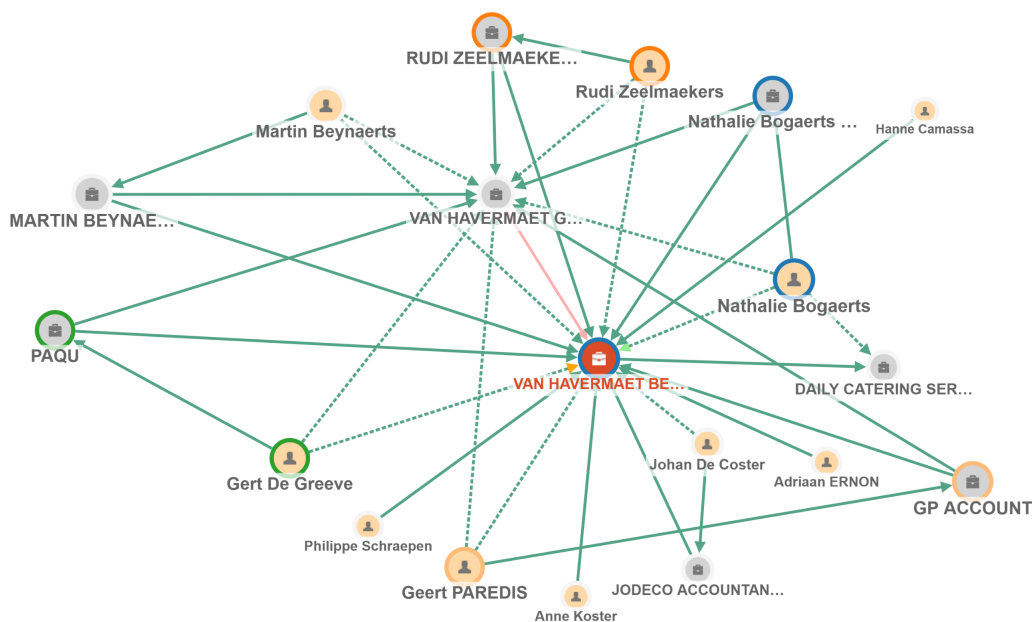 RUDI ZEELMAEKE...
Rudi Zeelmaekers
Nathalie Bogaerts ...
Hanne Camassa
Martin Beynaerts
MARTIN BEYNAE...
VAN HAVERMAET G...
Nathalie Bogaerts
PAQU
VAN HAVERMAET BE...
DAILY CATERING SER...
Gert De Greeve
Johan De Coster
Adriaan ERNON
GP ACCOUNT
Philippe Schraepen
Geert PAREDIS
JODECO ACCOUNTAN...
Anne Koster